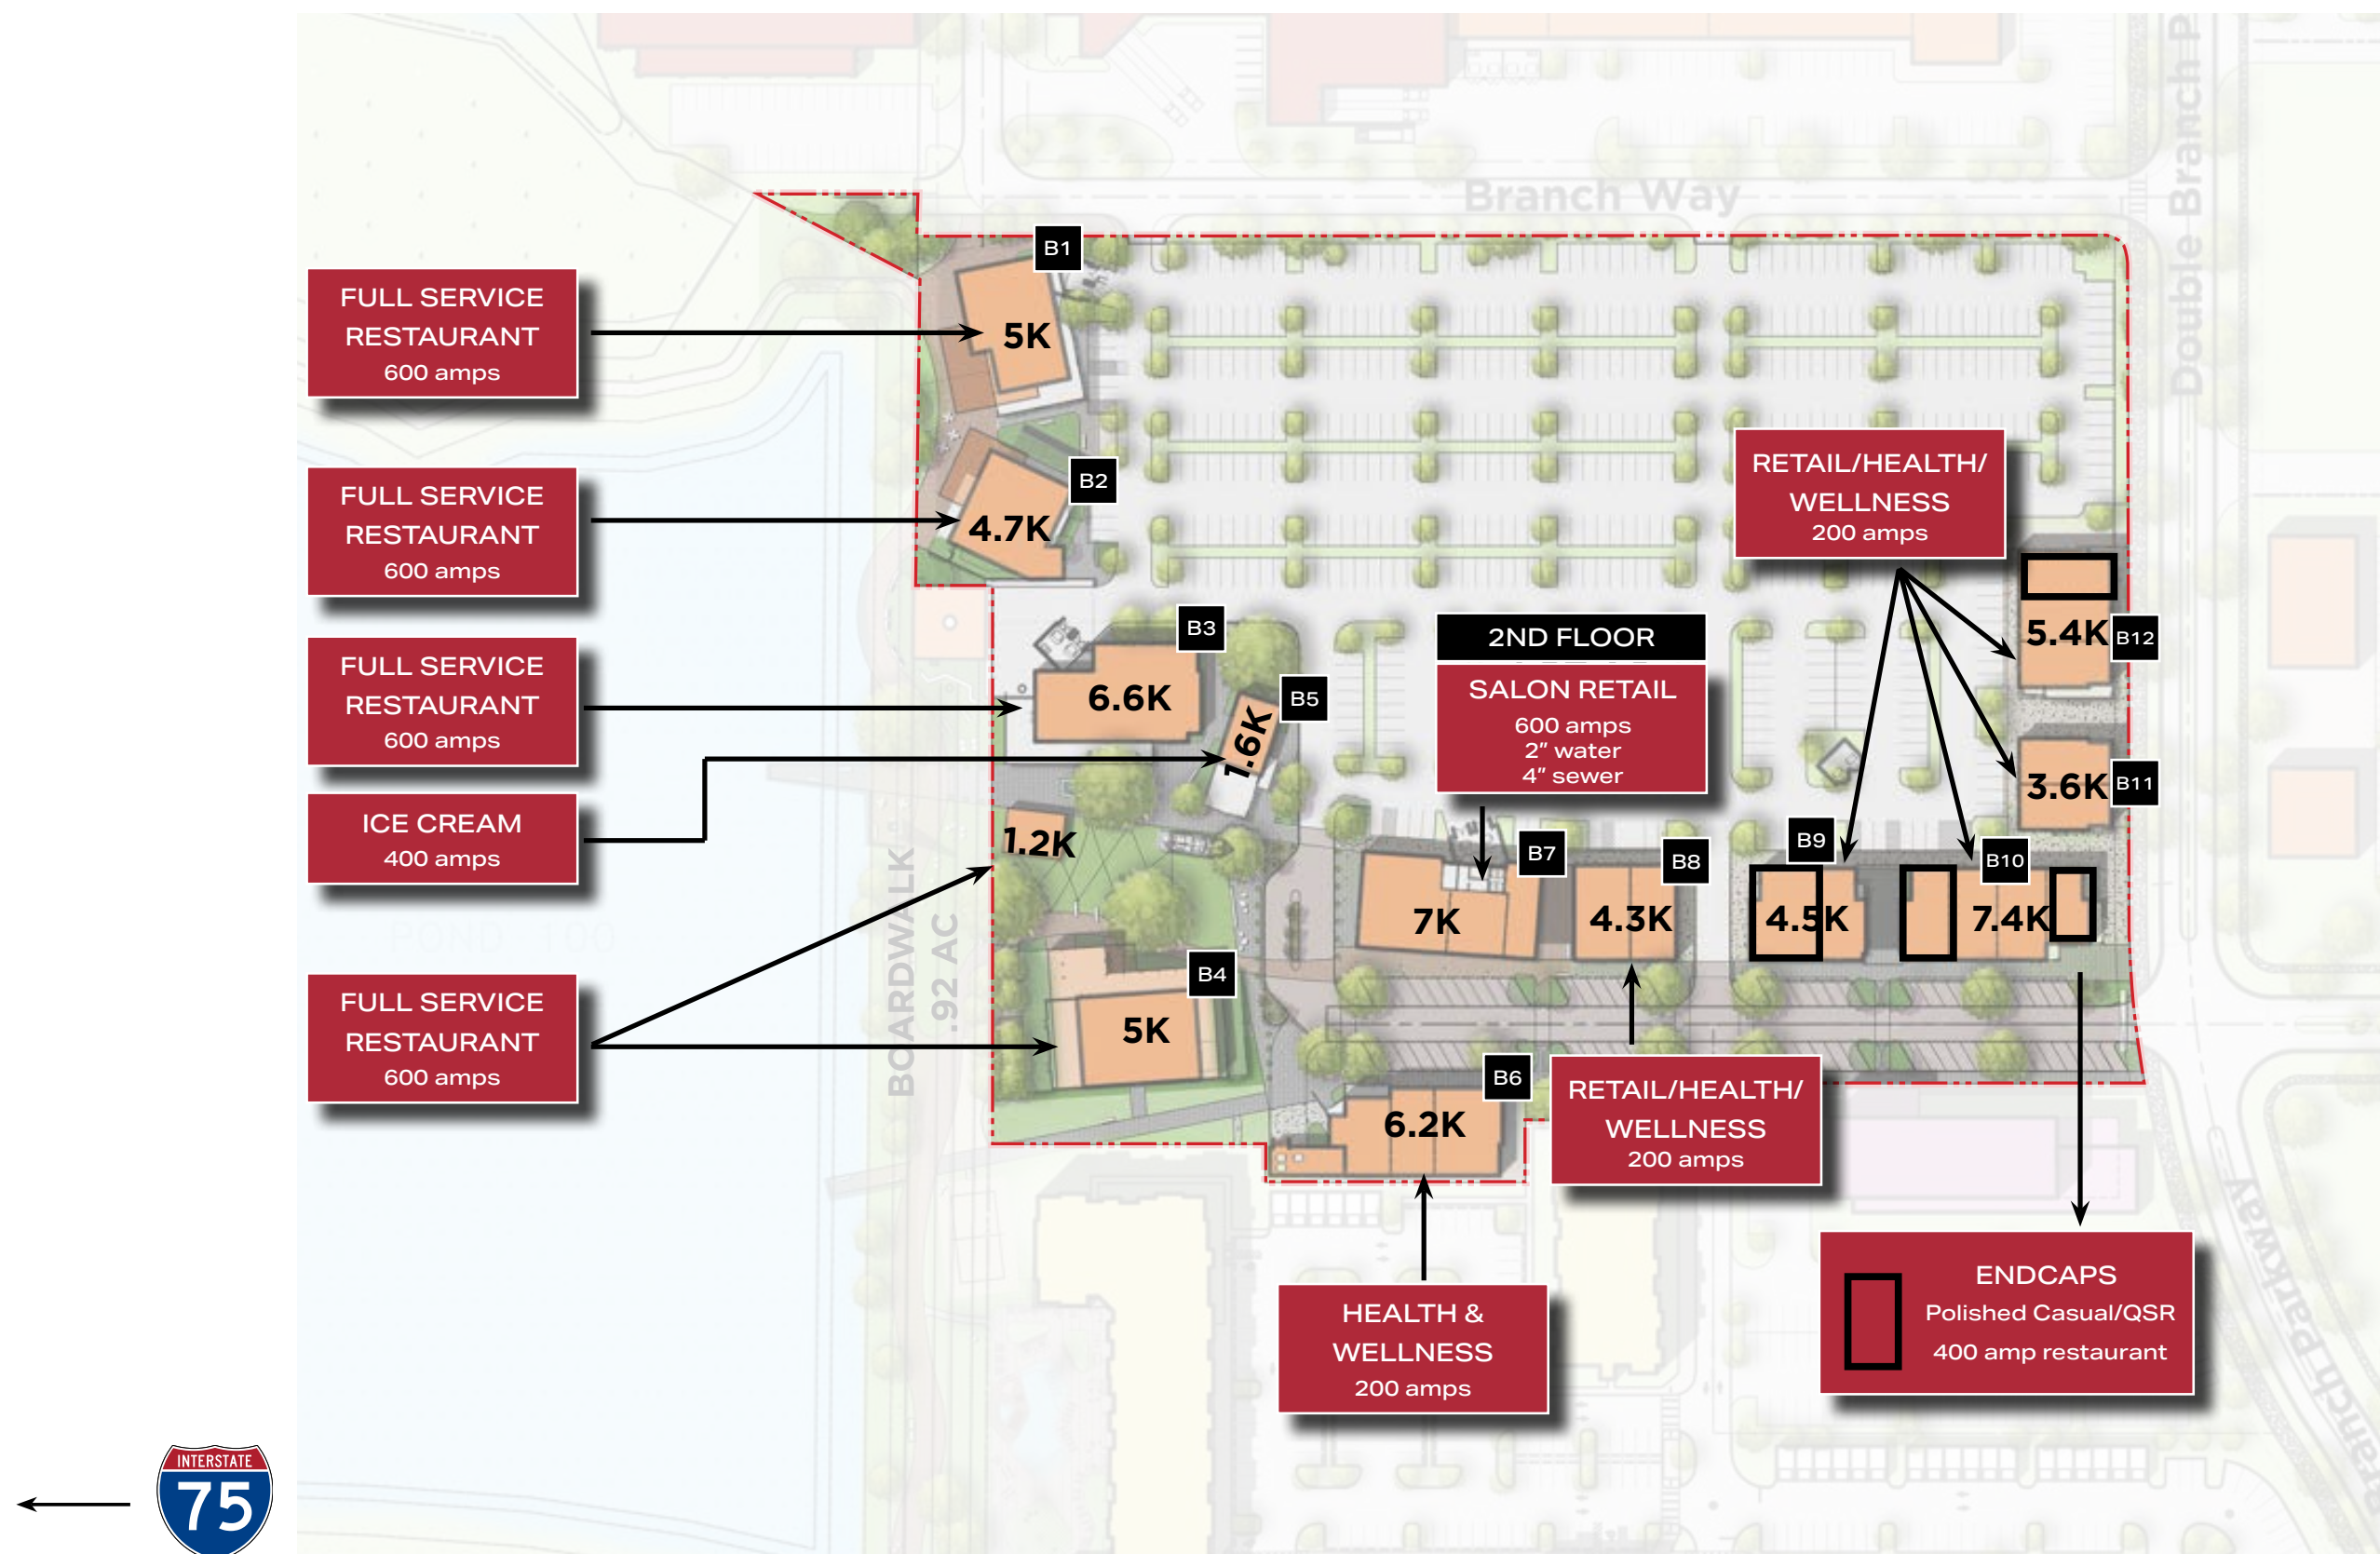 Branch Way
Double Branch P
B1
FULL SERVICE
RESTAURANT
600 amps
5K
B2
FULL SERVICE
RESTAURANT
600 amps
4.7K
RETAIL/HEALTH/
WELLNESS
200 amps
B3
FULL SERVICE
RESTAURANT
600 amps
6.6K
B5
1.6K
2ND FLOOR
SALON RETAIL
600 amps
2” water
4” sewer
5.4K
B12
3.6K
B11
ICE CREAM
400 amps
1.2K
B7
7K
B8
4.3K
B9
4.5K
B10
7.4K
POND 100
BOARDWALK
.92 AC
FULL SERVICE
RESTAURANT
600 amps
B4
5K
B6
6.2K
RETAIL/HEALTH/
WELLNESS
200 amps
HEALTH &
WELLNESS
200 amps
ENDCAPS
Polished Casual/QSR
400 amp restaurant
Branch Parkway
INTERSTATE
75